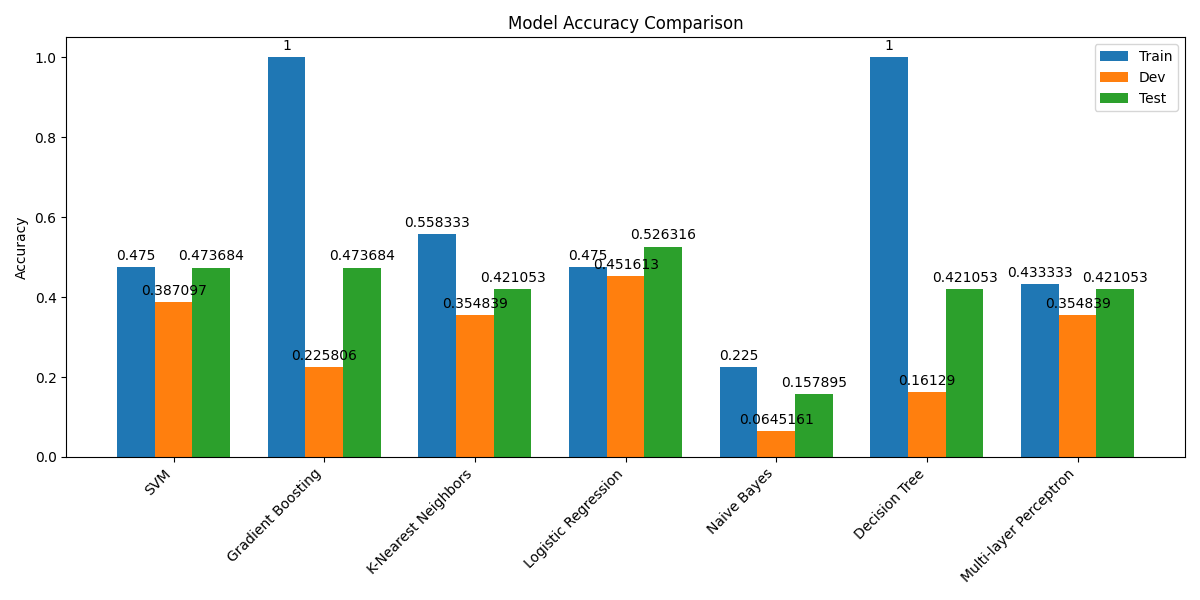 Model Accuracy Comparison
Train
Dev
Test
Accuracy
1.0
0.8
0.6
0.4
0.2
0.0
0.475
0.387097
0.473684
1
0.225806
0.473684
0.558333
0.354839
0.421053
0.475
0.451613
0.526316
0.225
0.0645161
0.157895
1
0.16129
0.421053
0.433333
0.354839
0.421053
SVM
Gradient Boosting
K-Nearest Neighbors
Logistic Regression
Naive Bayes
Decision Tree
Multi-layer Perceptron